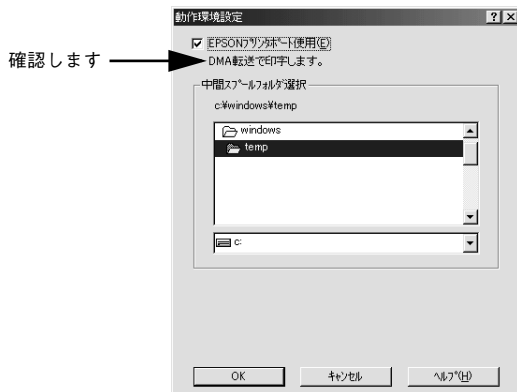 動作環境設定
EPSONプリンタポート使用(E)
確認します
DMA転送で印字します。
中間スプールフォルダ選択
c:¥windows¥temp
windows
temp
c:
OK
キャンセル
ヘルプ(H)